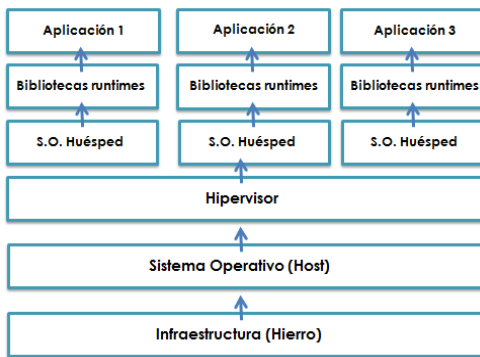 Aplicación 1
Aplicación 2
Aplicación 3
Bibliotecas runtimes
Bibliotecas runtimes
Bibliotecas runtimes
S.O. Huésped
S.O. Huésped
S.O. Huésped
Hipervisor
Sistema Operativo (Host)
Infraestructura (Hierro)